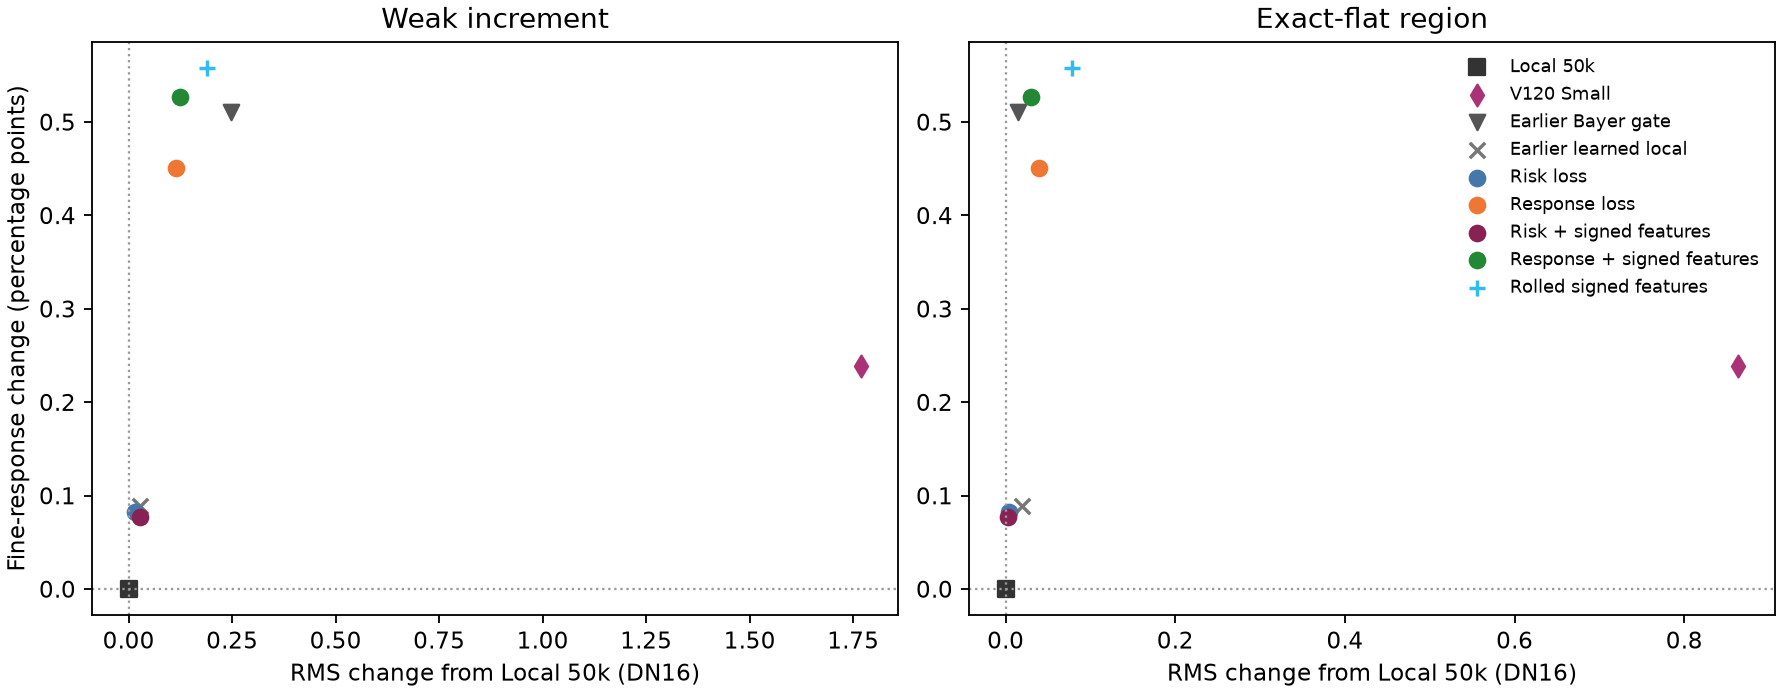 Weak increment
Exact-flat region
Fine-response change (percentage points)
0.5
0.4
0.3
0.2
0.1
0.0
0.00 0.25 0.50 0.75 1.00 1.25 1.50 1.75
RMS change from Local 50k (DN16)
Local 50k
V120 Small
Earlier Bayer gate
Earlier learned local
Risk loss
Response loss
Risk + signed features
Response + signed features
Rolled signed features
0.5
0.4
0.3
0.2
0.1
0.0
0.0 0.2 0.4 0.6 0.8
RMS change from Local 50k (DN16)